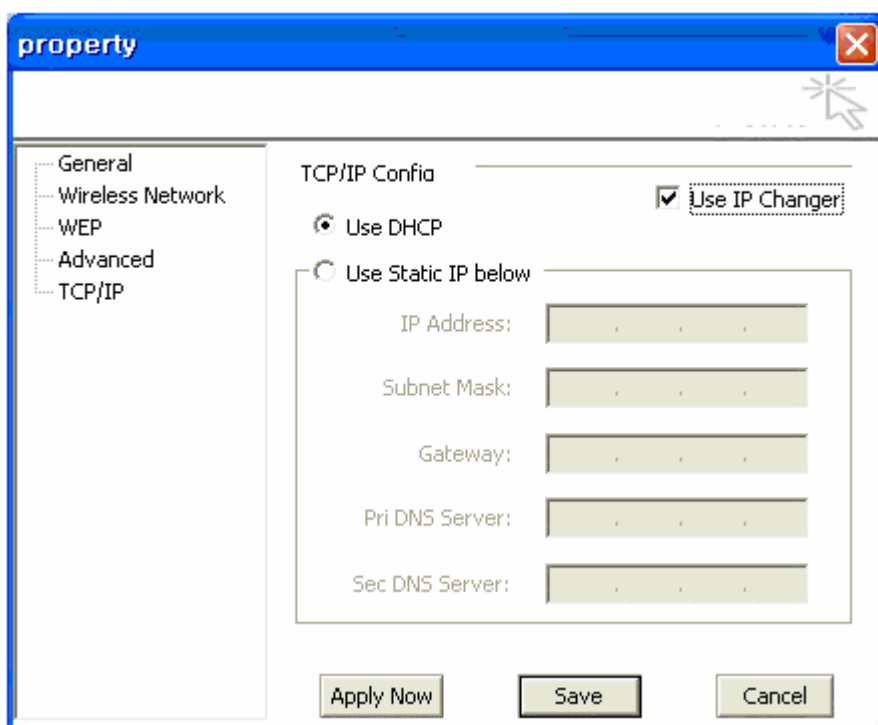 property
General
Wireless Network
WEP
Advanced
TCP/IP
TCP/IP Config
Use IP Changer
Use DHCP
Use Static IP below
IP Address:
Subnet Mask:
Gateway:
Pri DNS Server:
Sec DNS Server:
Apply Now
Save
Cancel